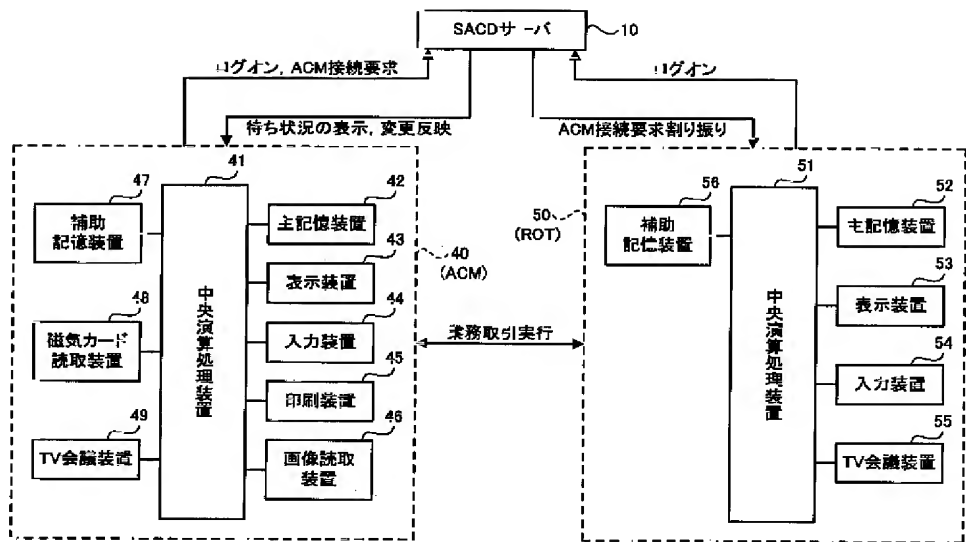 SACDサーバ
10
ログオン, ACM接続要求
ログオン
待ち状況の表示, 変更反映
ACM接続要求割り振り
41
47
補助
記憶装置
42
主記憶装置
43
表示装置
48
磁気カード
読取装置
中央演算処理装置
44
入力装置
45
印刷装置
49
TV会議装置
46
画像読取
装置
40
(ACM)
業務取引実行
50
(ROT)
51
56
補助
記憶装置
52
主記憶装置
53
表示装置
中央演算処理装置
54
入力装置
55
TV会議装置